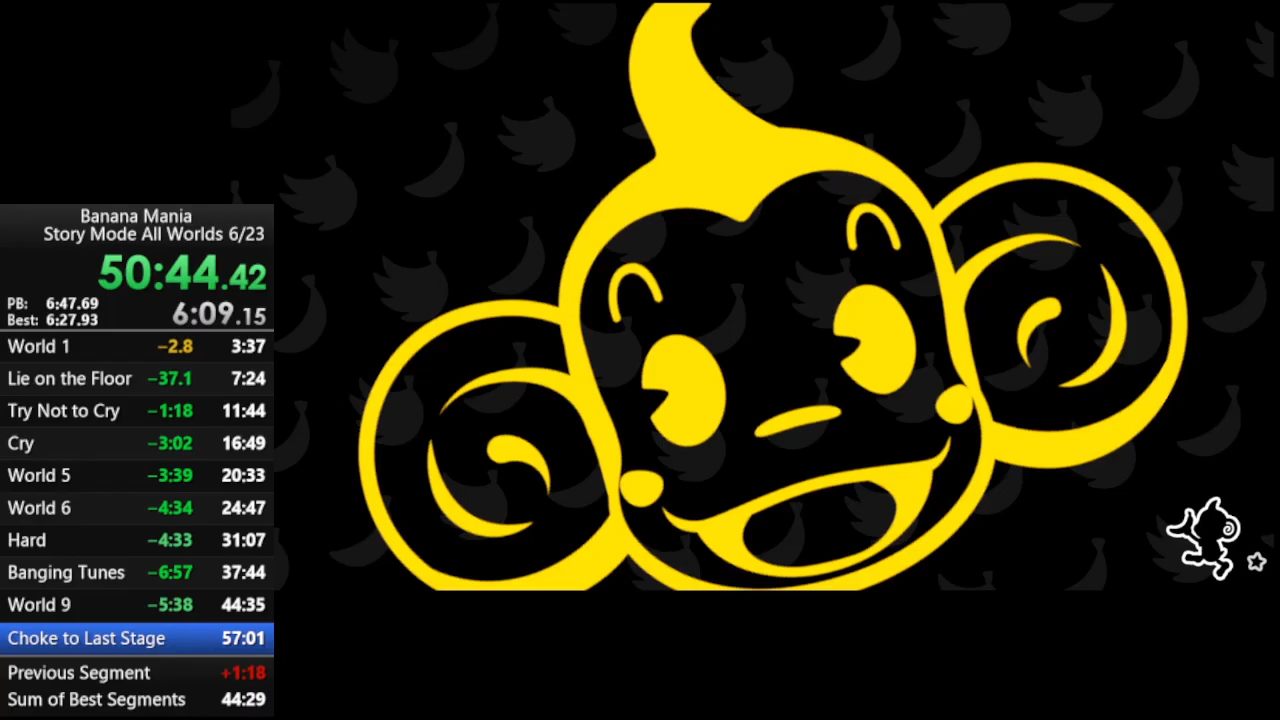 Banana Mania
Story Mode All Worlds 6/23
50:44.42
PB: 6:47.69
Best: 6:27.93
6:09.15
World 1 −2.8 3:37
Lie on the Floor −37.1 7:24
Try Not to Cry −1:18 11:44
Cry −3:02 16:49
World 5 −3:39 20:33
World 6 −4:34 24:47
Hard −4:33 31:07
Banging Tunes −6:57 37:44
World 9 −5:38 44:35
Choke to Last Stage 57:01
Previous Segment +1:18
Sum of Best Segments 44:29